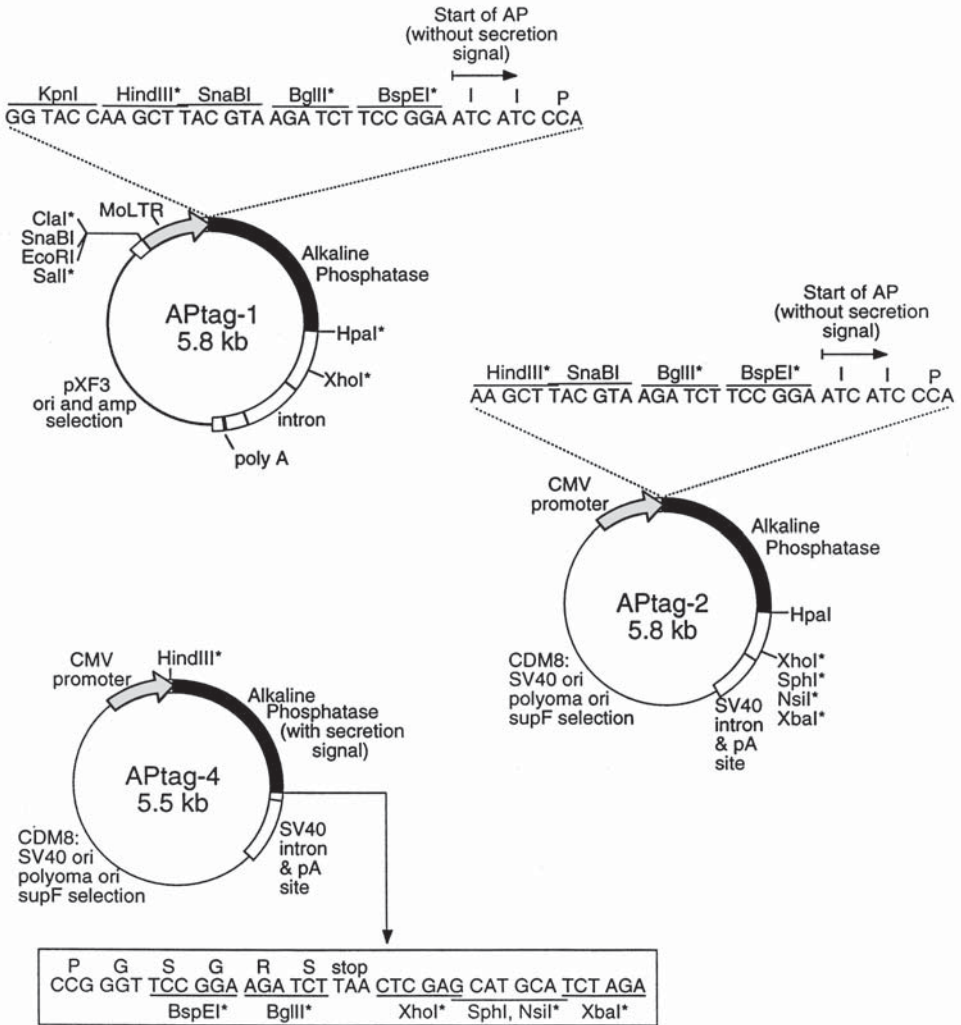 Start of AP
(without secretion
signal)
KpnI HindIII* SnaBI BglII* BspEI* I I P
GG TACC CAA GCT T TAC GTA AGA TCT TCC GGA ATC ATC CCA
MoLTR
ClaI*
SnaBI
EcoRI
SalI*
Alkaline
Phosphatase
APtag-1
5.8 kb
HpaI*
XhoI*
pXF3
ori and amp
selection
intron
poly A
Start of AP
(without secretion
signal)
HindIII* SnaBI BglII* BspEI* I I P
AA GCT T TAC GTA AGA TCT TCC GGA ATC ATC CCA
CMV
promoter
Alkaline
Phosphatase
APtag-2
5.8 kb
HpaI
XhoI*
SphI*
NsiI*
XbaI*
CDM8:
SV40 ori
polyoma ori
supF selection
SV40
intron
& pA
site
CMV
promoter
HindIII*
Alkaline
Phosphatase
(with secretion
signal)
APtag-4
5.5 kb
CDM8:
SV40 ori
polyoma ori
supF selection
SV40
intron
& pA
site
P G S G R S stop
CCG GGT TCC GGA AGA TCT TAA CTC GAG CAT GCA TCT AGA
BspEI* BglII* XhoI* SphI, NsiI* XbaI*